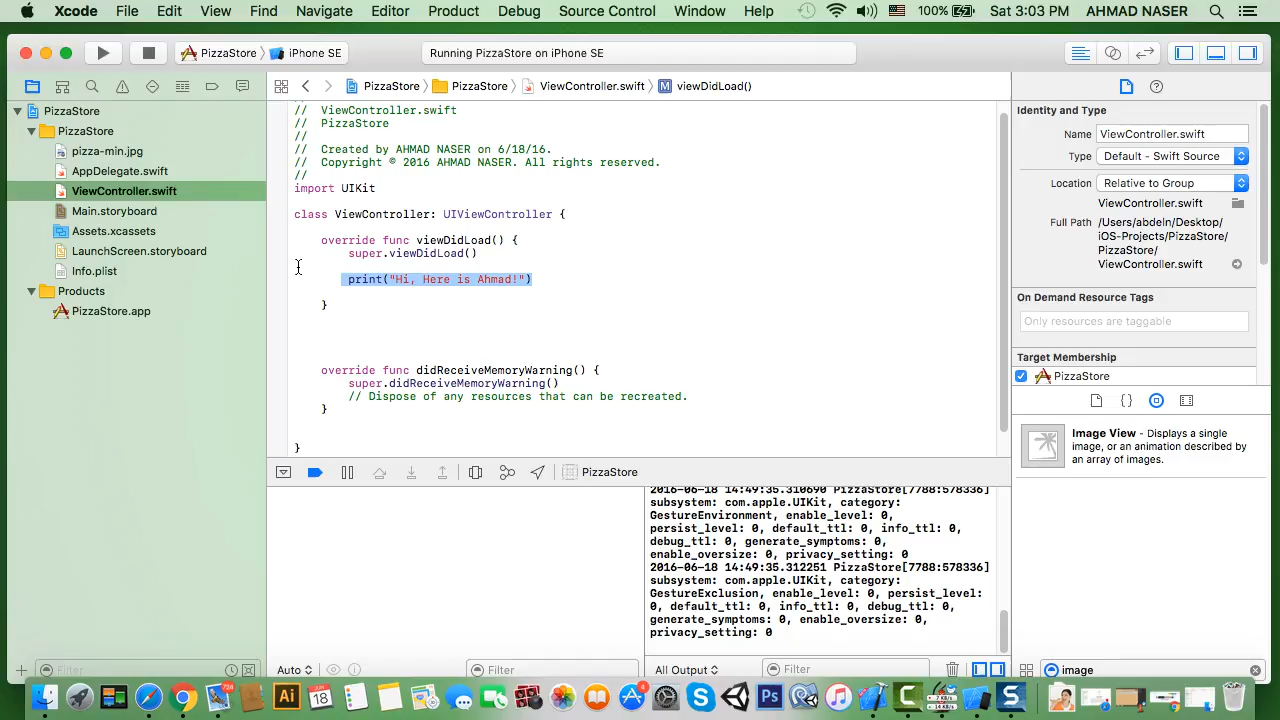 Xcode File Edit View Find Navigate Editor Product Debug Source Control Window Help 100% Sat 3:03 PM AHMAD NASER
PizzaStore iPhone SE Running PizzaStore on iPhone SE
PizzaStore PizzaStore ViewController.swift M viewDidLoad()
PizzaStore
PizzaStore
pizza-min.jpg
AppDelegate.swift
ViewController.swift
Main.storyboard
Assets.xcassets
LaunchScreen.storyboard
Info.plist
Products
PizzaStore.app
Filter
// ViewController.swift
// PizzaStore
//
// Created by AHMAD NASER on 6/18/16.
// Copyright © 2016 AHMAD NASER. All rights reserved.
//
import UIKit
class ViewController: UIViewController {
override func viewDidLoad() {
super.viewDidLoad()
print("Hi, Here is Ahmad!")
}
override func didReceiveMemoryWarning() {
super.didReceiveMemoryWarning()
// Dispose of any resources that can be recreated.
}
}
PizzaStore
2016-06-18 14:49:35.310690 PizzaStore[7788:578336]
subsystem: com.apple.UIKit, category:
GestureEnvironment, enable_level: 0,
persist_level: 0, default_ttl: 0, info_ttl: 0,
debug_ttl: 0, generate_symptoms: 0,
enable_oversize: 0, privacy_setting: 0
2016-06-18 14:49:35.312251 PizzaStore[7788:578336]
subsystem: com.apple.UIKit, category:
GestureExclusion, enable_level: 0, persist_level:
0, default_ttl: 0, info_ttl: 0, debug_ttl: 0,
generate_symptoms: 0, enable_oversize: 0,
privacy_setting: 0
Auto Filter All Output Filter
Identity and Type
Name ViewController.swift
Type Default - Swift Source
Location Relative to Group
ViewController.swift
Full Path /Users/abdeln/Desktop/
iOS-Projects/PizzaStore/
PizzaStore/
ViewController.swift
On Demand Resource Tags
Only resources are taggable
Target Membership
PizzaStore
{ }
Image View - Displays a single
image, or an animation described by
an array of images.
image
724 Ai 18 4 S Ps C S